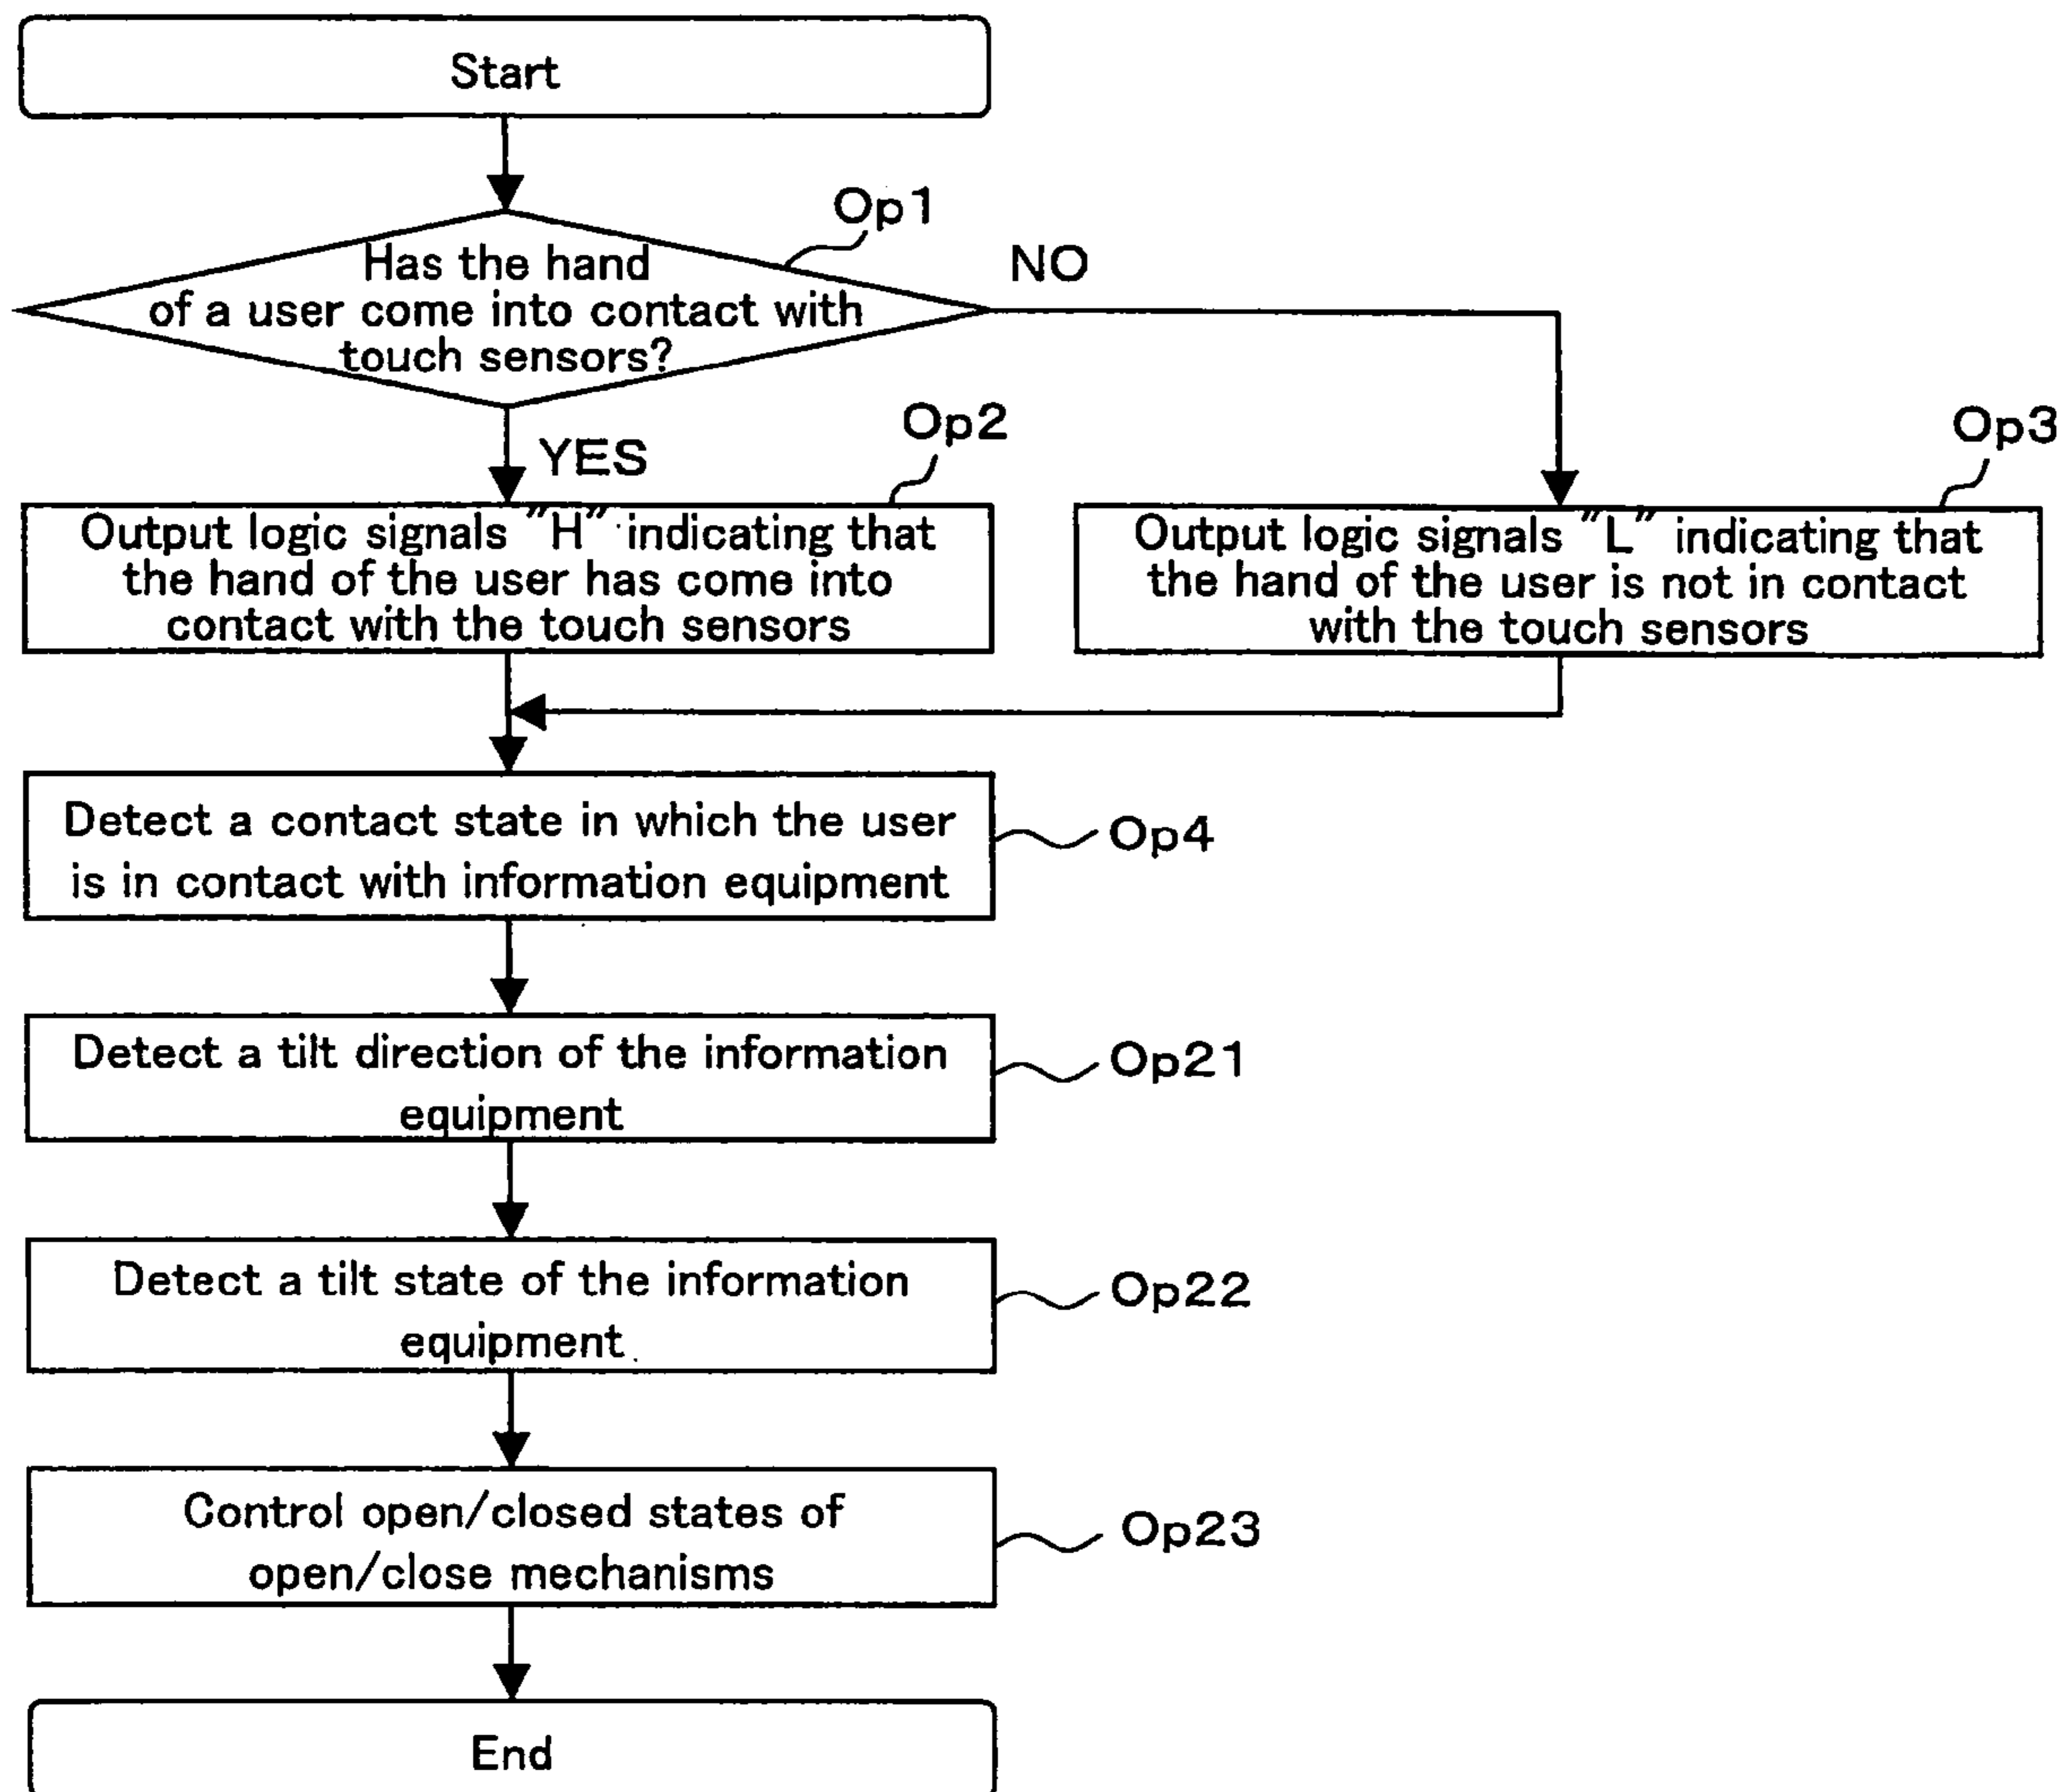 Start
Op1
Has the hand
of a user come into contact with
touch sensors?
NO
YES
Op2
Op3
Output logic signals "H" indicating that
the hand of the user has come into
contact with the touch sensors
Output logic signals "L" indicating that
the hand of the user is not in contact
with the touch sensors
Detect a contact state in which the user
is in contact with information equipment
Op4
Detect a tilt direction of the information
equipment
Op21
Detect a tilt state of the information
equipment
Op22
Control open/closed states of
open/close mechanisms
Op23
End